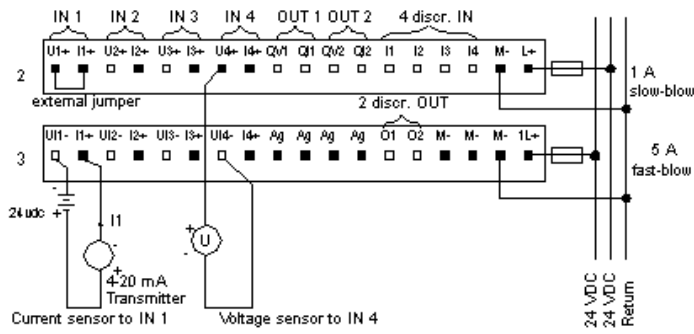 IN 1 IN 2 IN 3 IN 4 OUT 1 OUT 2 4 discr. IN
U1+ I1+ U2+ I2+ U3+ I3+ U4+ I4+ QV1 QI1 QV2 QI2 I1 I2 I3 I4 M- L+
2
1 A
slow-blow
external jumper
2 discr. OUT
UI1- I1+ UI2- I2+ UI3- I3+ UI4- I4+ Ag Ag Ag Ag O1 O2 M- M- M- 1L+
3
5 A
fast-blow
-
24 vdc
+
I1
-
+
+
U
-
4-20 mA
Transmitter
Current sensor to IN 1
Voltage sensor to IN 4
24 VDC
24 VDC
Return